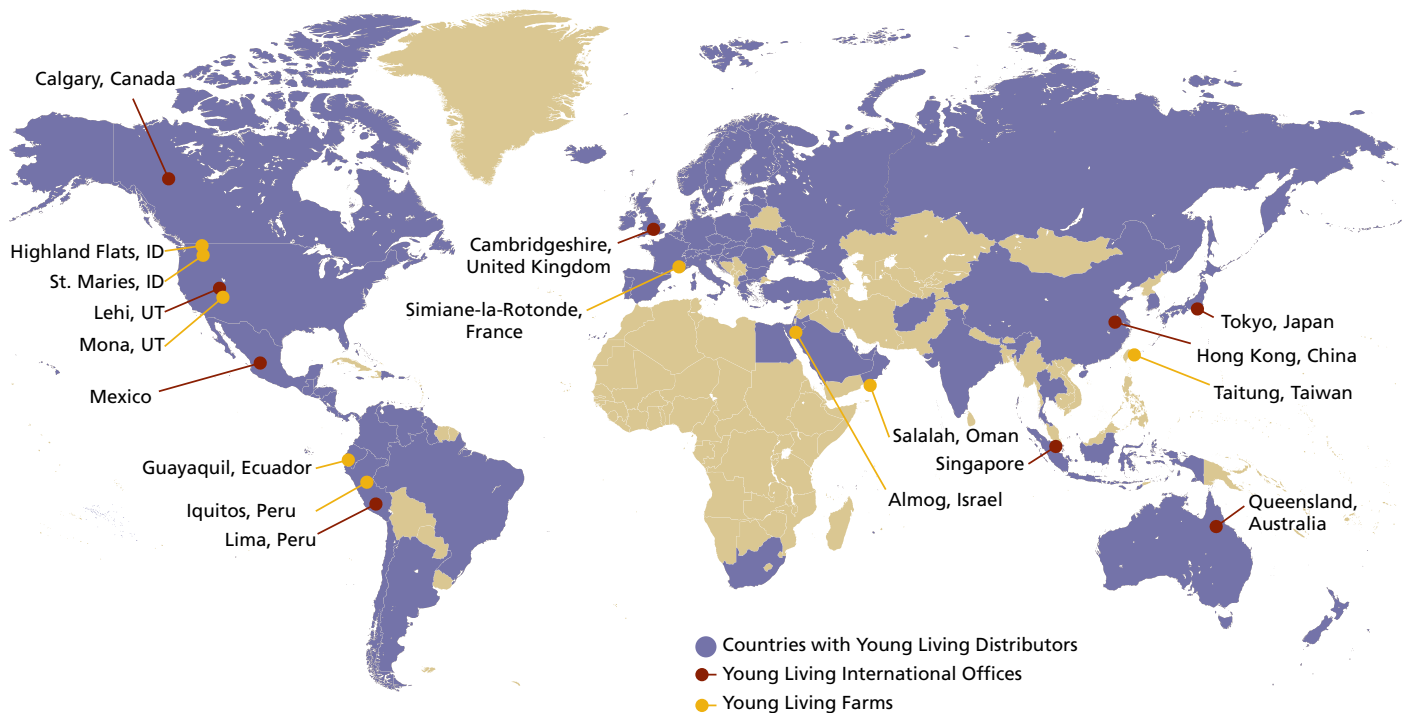 Calgary, Canada
Highland Flats, ID
St. Maries, ID
Lehi, UT
Mona, UT
Mexico
Guayaquil, Ecuador
Iquitos, Peru
Lima, Peru
Cambridgeshire,
United Kingdom
Simiane-la-Rotonde,
France
Salalah, Oman
Singapore
Almog, Israel
Tokyo, Japan
Hong Kong, China
Taitung, Taiwan
Queensland,
Australia
Countries with Young Living Distributors
Young Living International Offices
Young Living Farms